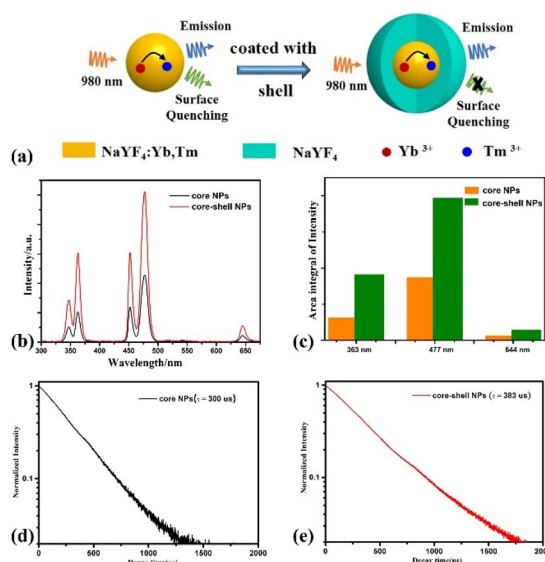 Emission
980 nm
Surface
Quenching
coated with
shell
Emission
980 nm
Surface
Quenching
(a)
NaYF4:Yb,Tm
NaYF4
Yb 3+
Tm 3+
Intensity/a.u.
core NPs
core-shell NPs
(b)
300 350 400 450 500 550 600 650
Wavelength/nm
Area integral of Intensity
core NPs
core-shell NPs
(c)
363 nm 477 nm 644 nm
Normalized Intensity
1
0.1
core NPs(τ = 300 us)
(d)
0 500 1000 1500 2000
Normalized Intensity
1
0.1
core-shell NPs (τ = 383 us)
(e)
0 500 1000 1500 2000
Decay time(ns)